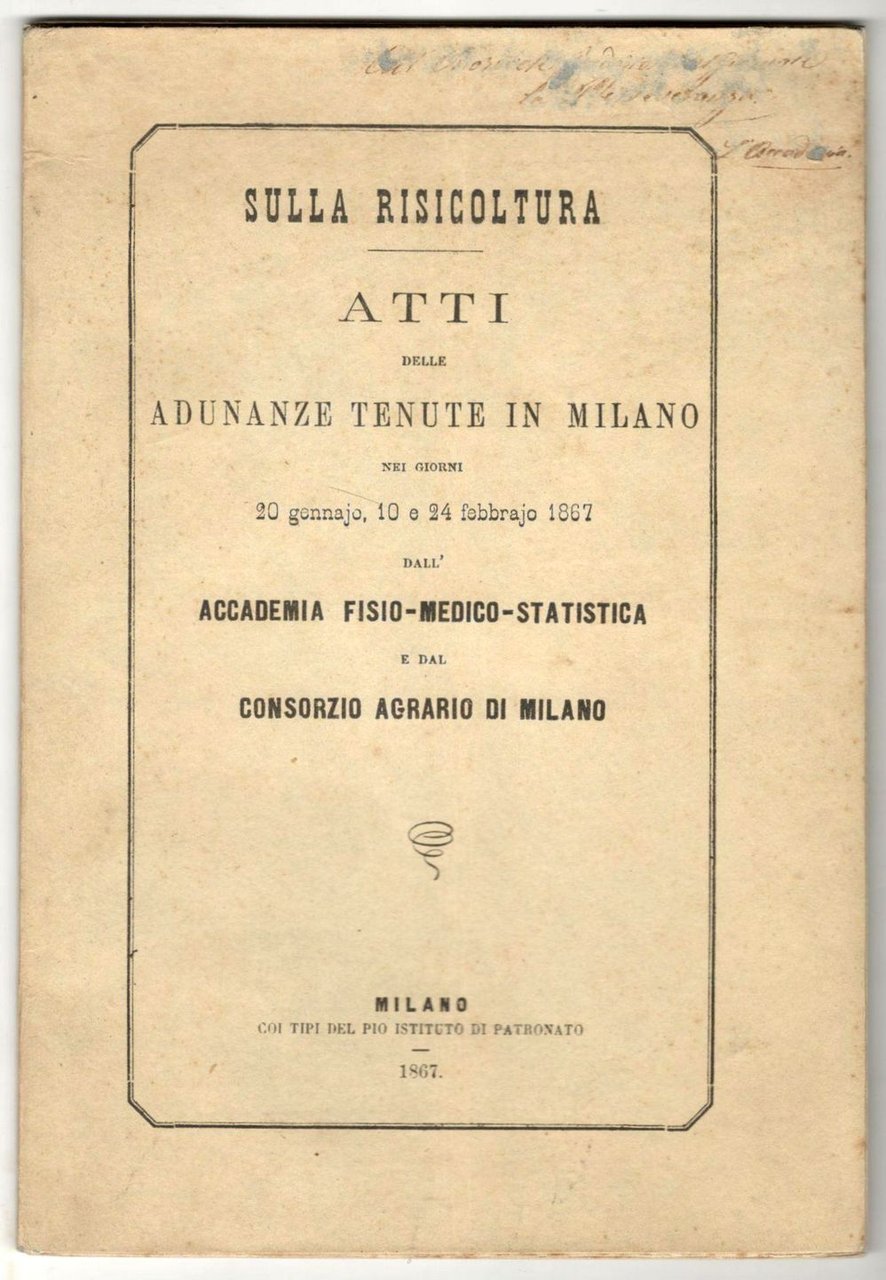 L'Accademia.
SULLA RISICOLTURA
ATTI
DELLE
ADUNANZE TENUTE IN MILANO
NEI GIORNI
20 gennajo, 10 e 24 febbrajo 1867
DALL'
ACCADEMIA FISIO-MEDICO-STATISTICA
E DAL
CONSORZIO AGRARIO DI MILANO
MILANO
COI TIPI DEL PIO ISTITUTO DI PATRONATO
1867.